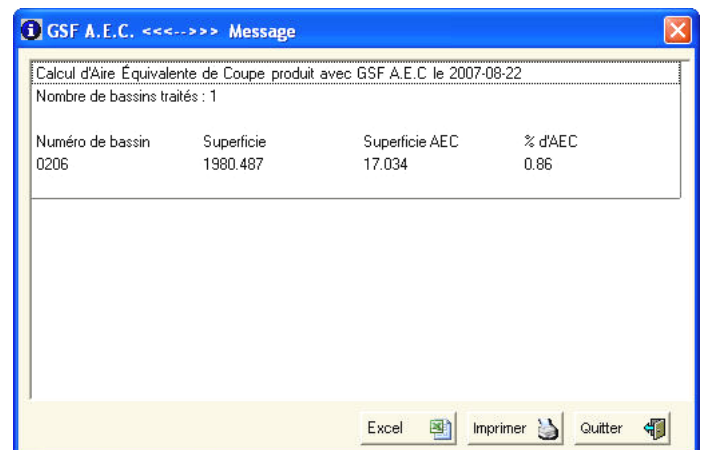 GSF A.E.C. <<<-->>> Message
Calcul d'Aire Équivalente de Coupe produit avec GSF A.E.C le 2007-08-22
Nombre de bassins traités : 1
Numéro de bassin Superficie Superficie AEC % d'AEC
0206 1980.487 17.034 0.86
Excel Imprimer Quitter